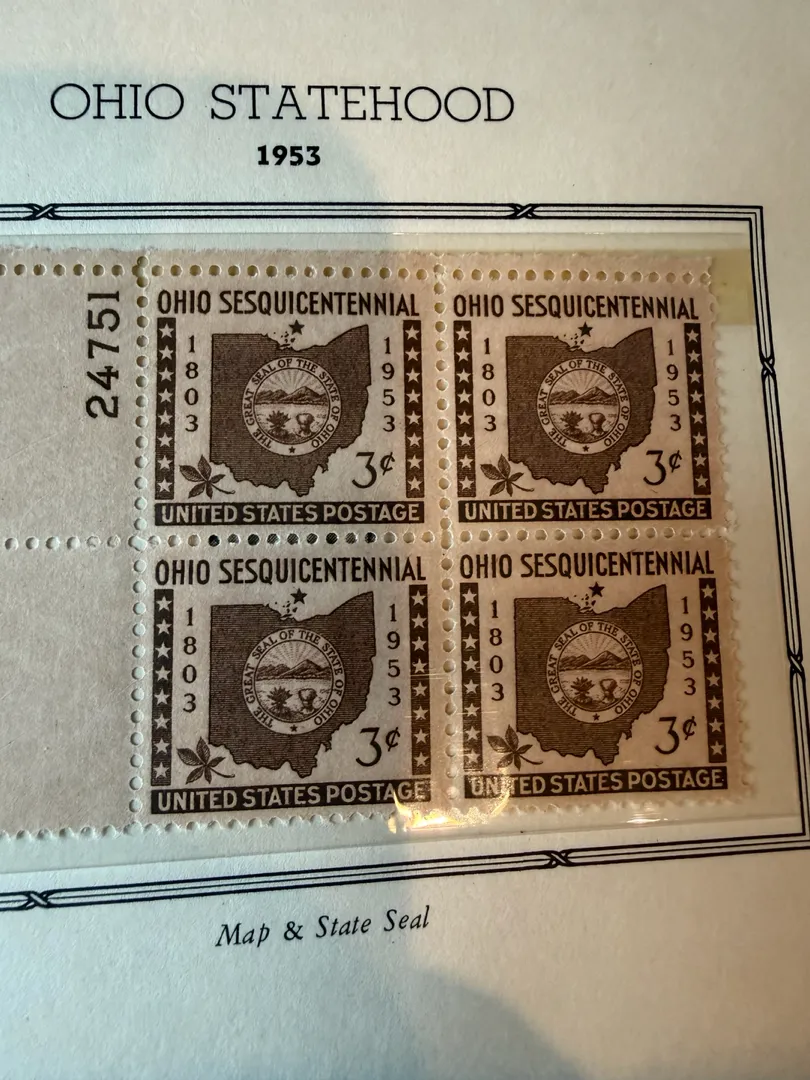 OHIO STATEHOOD
1953
24751
OHIO SESQUICENTENNIAL
1803
1953
THE GREAT SEAL OF THE STATE OF OHIO
3¢
UNITED STATES POSTAGE
OHIO SESQUICENTENNIAL
1803
1953
THE GREAT SEAL OF THE STATE OF OHIO
3¢
UNITED STATES POSTAGE
OHIO SESQUICENTENNIAL
1803
1953
THE GREAT SEAL OF THE STATE OF OHIO
3¢
UNITED STATES POSTAGE
OHIO SESQUICENTENNIAL
1803
1953
THE GREAT SEAL OF THE STATE OF OHIO
3¢
UNITED STATES POSTAGE
Map & State Seal